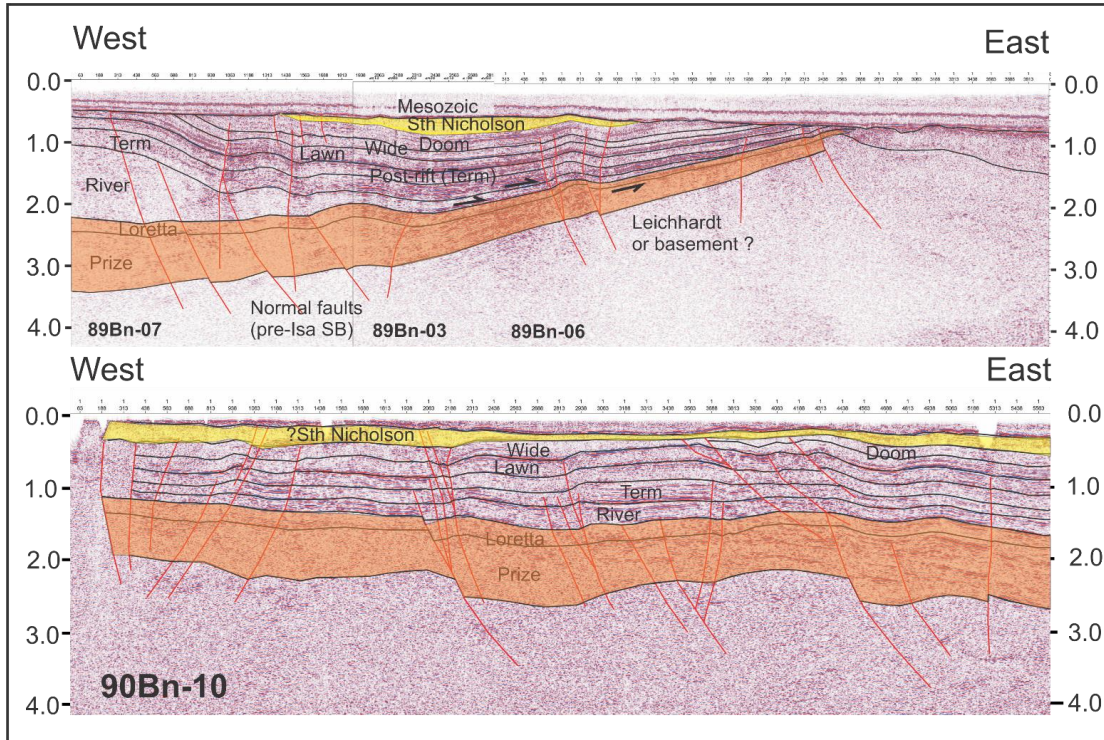 West
East
0.0
0.0
Mesozoic
Sth Nicholson
1.0
Term
Lawn
Wide
Doom
1.0
Post-rift (Term)
River
2.0
2.0
Loretta
Leichhardt
or basement ?
Prize
3.0
3.0
Normal faults
(pre-Isa SB)
4.0
89Bn-07
89Bn-03
89Bn-06
4.0
West
East
0.0
0.0
?Sth Nicholson
Wide
Doom
Lawn
1.0
Term
1.0
River
Loretta
2.0
2.0
Prize
3.0
3.0
90Bn-10
4.0
4.0